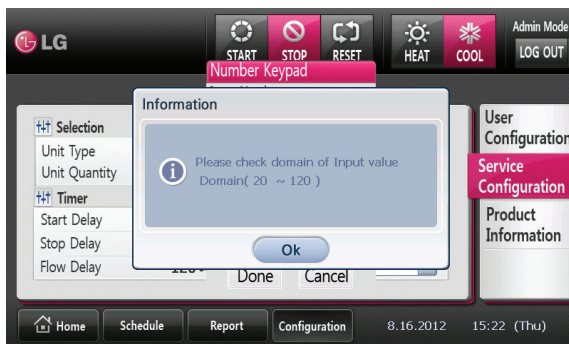 LG
START
STOP
RESET
HEAT
COOL
Admin Mode
LOG OUT
Number Keypad
Information
Please check domain of Input value
Domain( 20 ~ 120 )
Ok
Selection
Unit Type
Unit Quantity
Timer
Start Delay
Stop Delay
Flow Delay
Done
Cancel
User
Configuration
Service
Configuration
Product
Information
Home
Schedule
Report
Configuration
8.16.2012
15:22 (Thu)